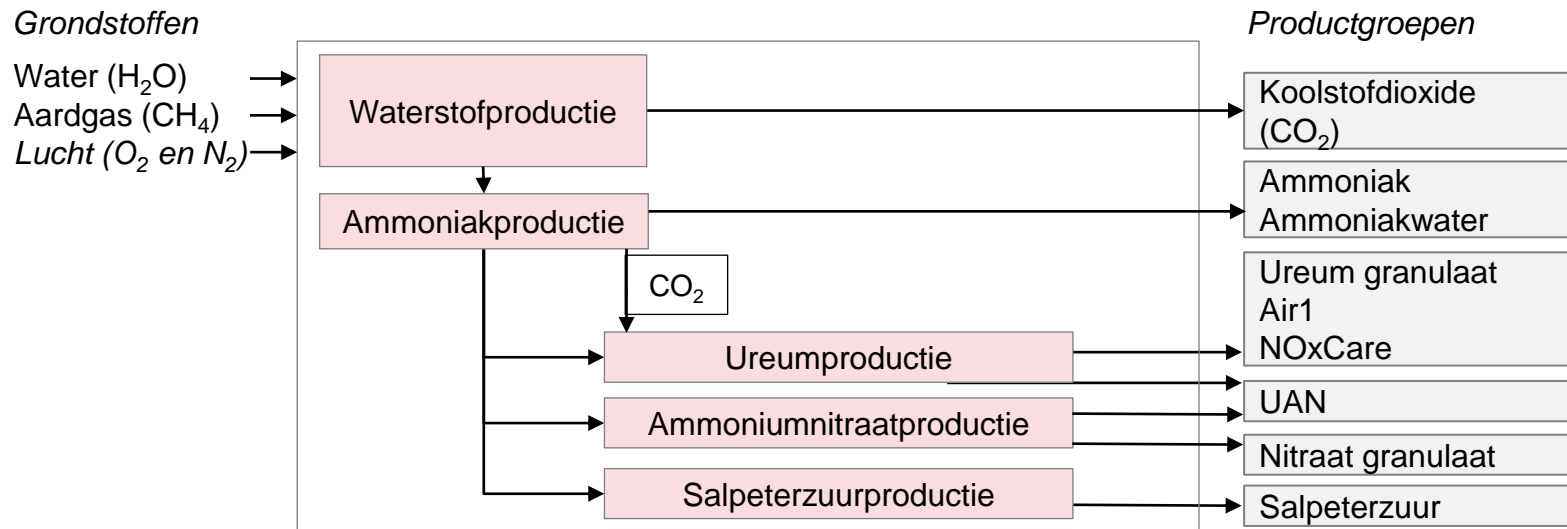 Grondstoffen
Water (H₂O)
Aardgas (CH₄)
Lucht (O₂ en N₂)
Waterstofproductie
Ammoniakproductie
CO₂
Ureumproductie
Ammoniumnitraatproductie
Salpeterzuurproductie
Productgroepen
Koolstofdioxide
(CO₂)
Ammoniak
Ammoniakwater
Ureum granulaat
Air1
NOxCare
UAN
Nitraat granulaat
Salpeterzuur